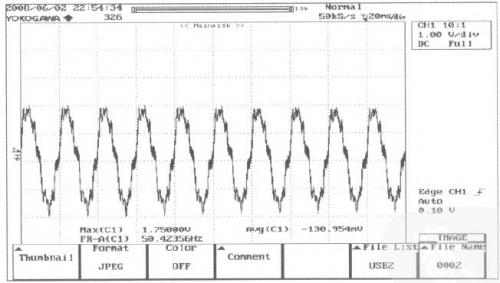 2008/06/02 22:54:34 Normal
YOKOGAWA 326 50kS/s 20ms/div
<< Main:1.0k >>
CH1 10:1
1.00 V/div
DC Full
Edge CH1
Auto
0.10 V
Max(C1) 1.75000V Avg(C1) -130.954mV
FR-A(C1) 50.42356Hz
IMAGE
Thumbnail Format Color Comment File List File Name
JPEG OFF USB2 0002